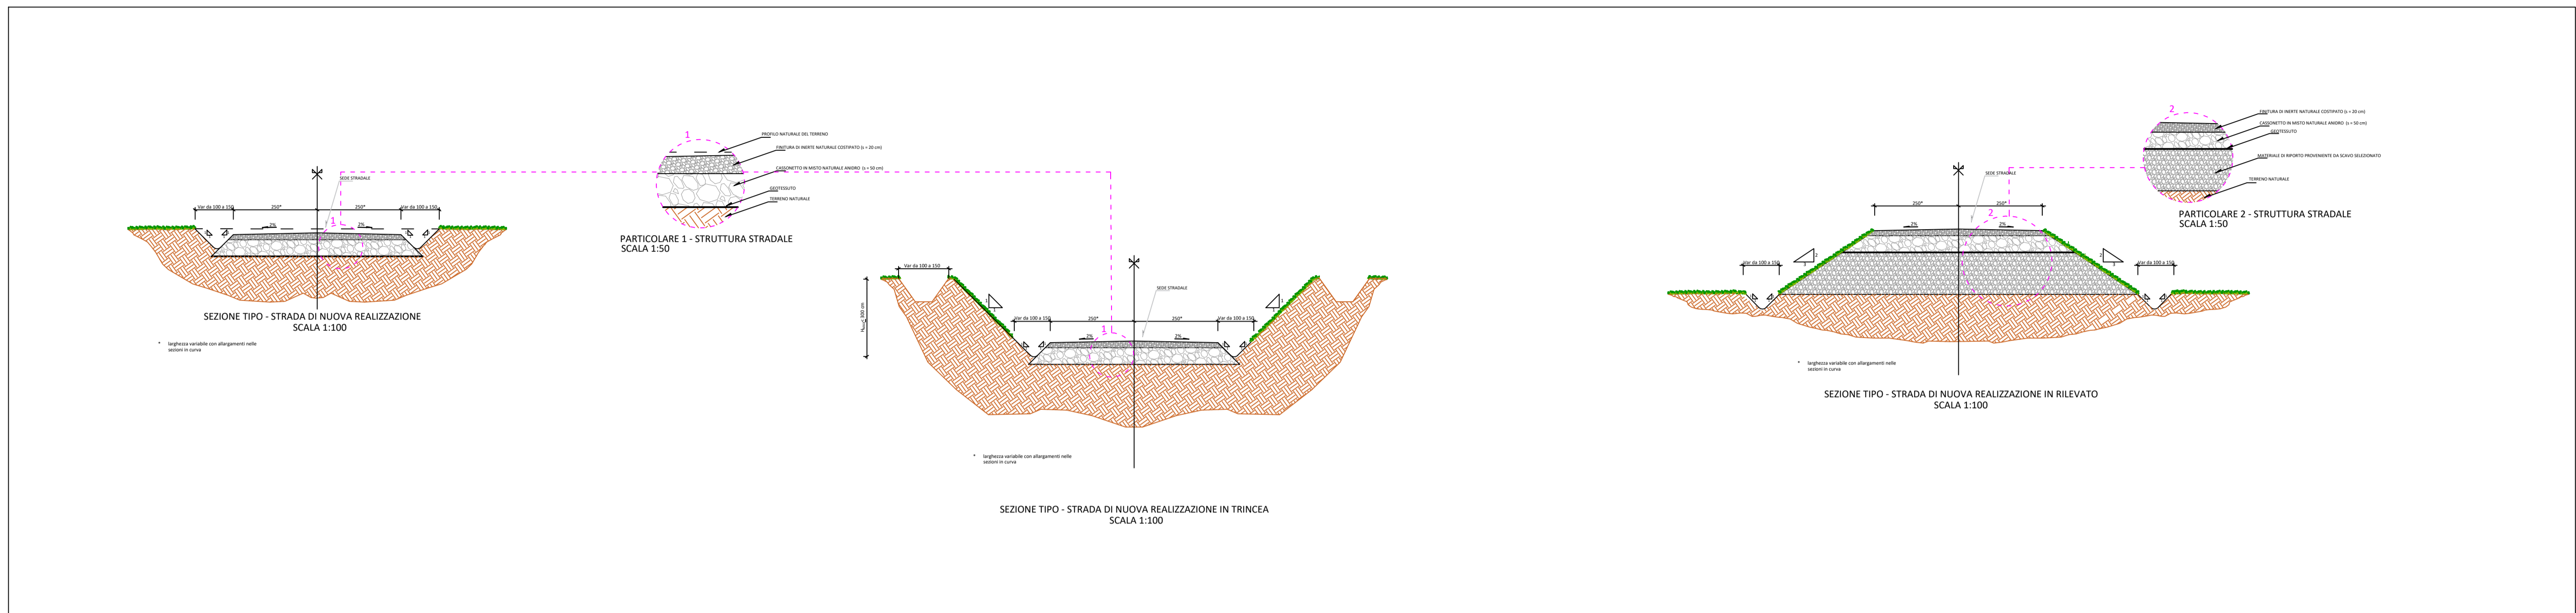 Var da 100 a 150
250*
250*
Var da 100 a 150
SEDE STRADALE
2%
2%
1
SEZIONE TIPO - STRADA DI NUOVA REALIZZAZIONE
SCALA 1:100
* larghezza variabile con allargamenti nelle
sezioni in curva
1
PROFILO NATURALE DEL TERRENO
FINITURA DI INERTE NATURALE COSTIPATO (s = 20 cm)
CASSONETTO IN MISTO NATURALE ANIDRO (s = 50 cm)
GEOTESSUTO
TERRENO NATURALE
PARTICOLARE 1 - STRUTTURA STRADALE
SCALA 1:50
Var da 100 a 150
SEDE STRADALE
1
1
Var da 100 a 150
250*
250*
Var da 100 a 150
2%
2%
1
* larghezza variabile con allargamenti nelle
sezioni in curva
SEZIONE TIPO - STRADA DI NUOVA REALIZZAZIONE IN TRINCEA
SCALA 1:100
SEDE STRADALE
250*
250*
2%
2%
2
2
3
2
3
Var da 100 a 150
Var da 100 a 150
* larghezza variabile con allargamenti nelle
sezioni in curva
SEZIONE TIPO - STRADA DI NUOVA REALIZZAZIONE IN RILEVATO
SCALA 1:100
2
FINITURA DI INERTE NATURALE COSTIPATO (s = 20 cm)
CASSONETTO IN MISTO NATURALE ANIDRO (s = 50 cm)
GEOTESSUTO
MATERIALE DI RIPORTO PROVENIENTE DA SCAVO SELEZIONATO
TERRENO NATURALE
PARTICOLARE 2 - STRUTTURA STRADALE
SCALA 1:50